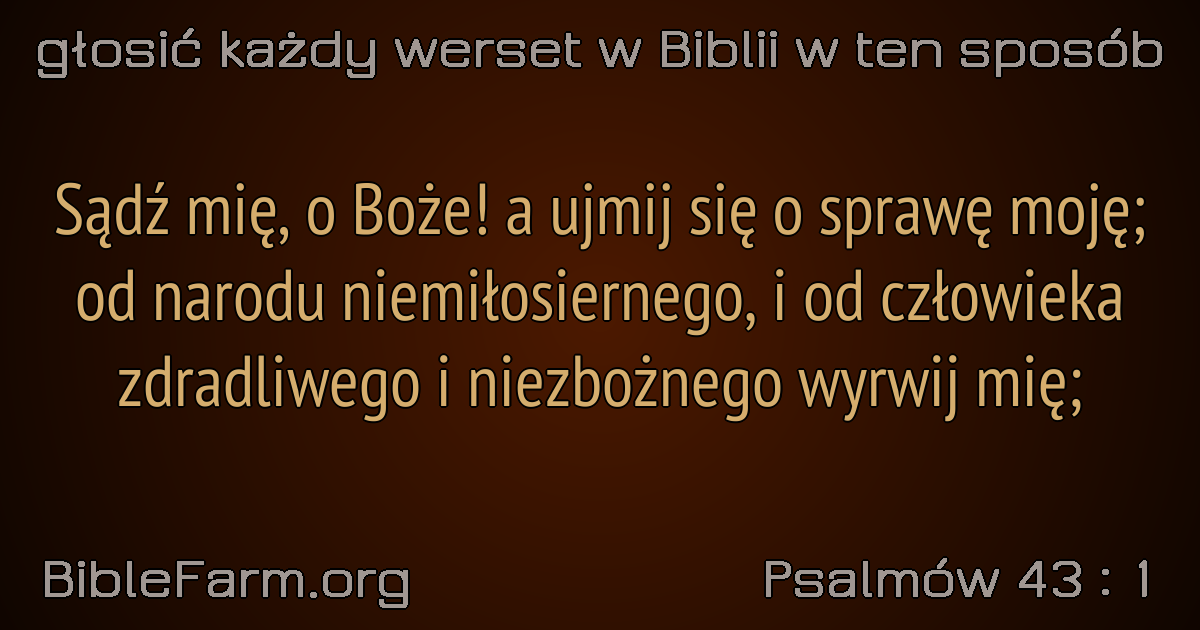 głosić każdy werset w Biblii w ten sposób
Sądź mię, o Boże! a ujmij się o sprawę moję;
od narodu niemiłosiernego, i od człowieka
zdradliwego i niezbożnego wyrwij mię;
BibleFarm.org
Psalmów 43 : 1